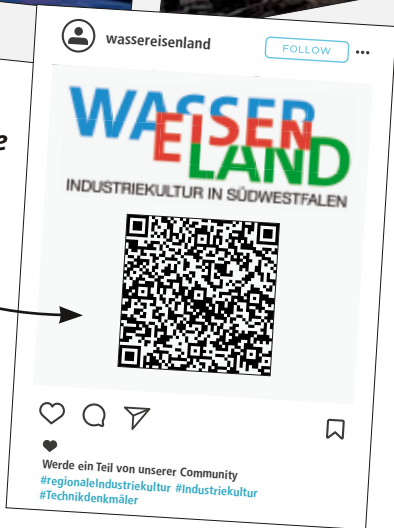 e
wassereisenland
FOLLOW
WASSER
EISEN
LAND
INDUSTRIEKULTUR IN SÜDWESTFALEN
Werde ein Teil von unserer Community
#regionaleIndustriekultur #Industriekultur
#Technikdenkmäler